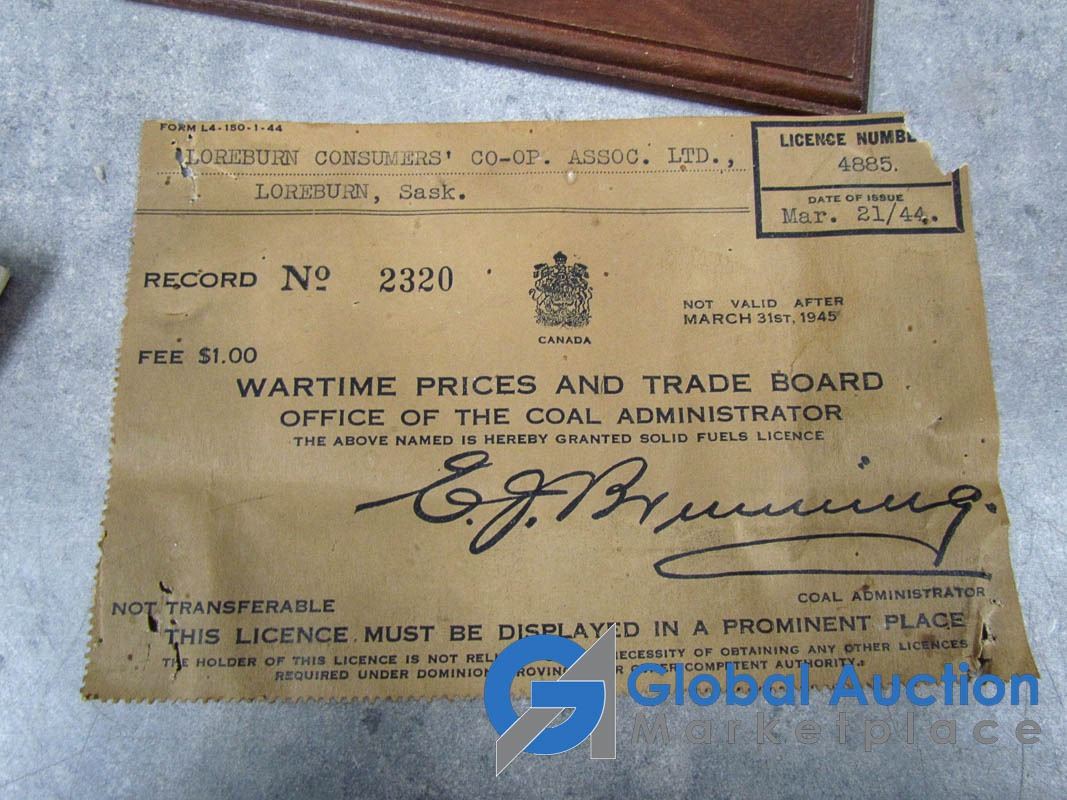 FORM L4-150-1-44
LOREBURN CONSUMERS' CO-OP. ASSOC. LTD.,
LOREBURN, Sask.
LICENCE NUMBE
4885.
DATE OF ISSUE
Mar. 21/44.
RECORD No 2320
CANADA
NOT VALID AFTER
MARCH 31ST, 1945
FEE $1.00
WARTIME PRICES AND TRADE BOARD
OFFICE OF THE COAL ADMINISTRATOR
THE ABOVE NAMED IS HEREBY GRANTED SOLID FUELS LICENCE
E. J. Brunning.
COAL ADMINISTRATOR
NOT TRANSFERABLE
THIS LICENCE MUST BE DISPLAYED IN A PROMINENT PLACE
THE HOLDER OF THIS LICENCE IS NOT RELI NECESSITY OF OBTAINING ANY OTHER LICENCES
REQUIRED UNDER DOMINION PROVIN COMPETENT AUTHORITY.
GA Global Auction
Marketplace